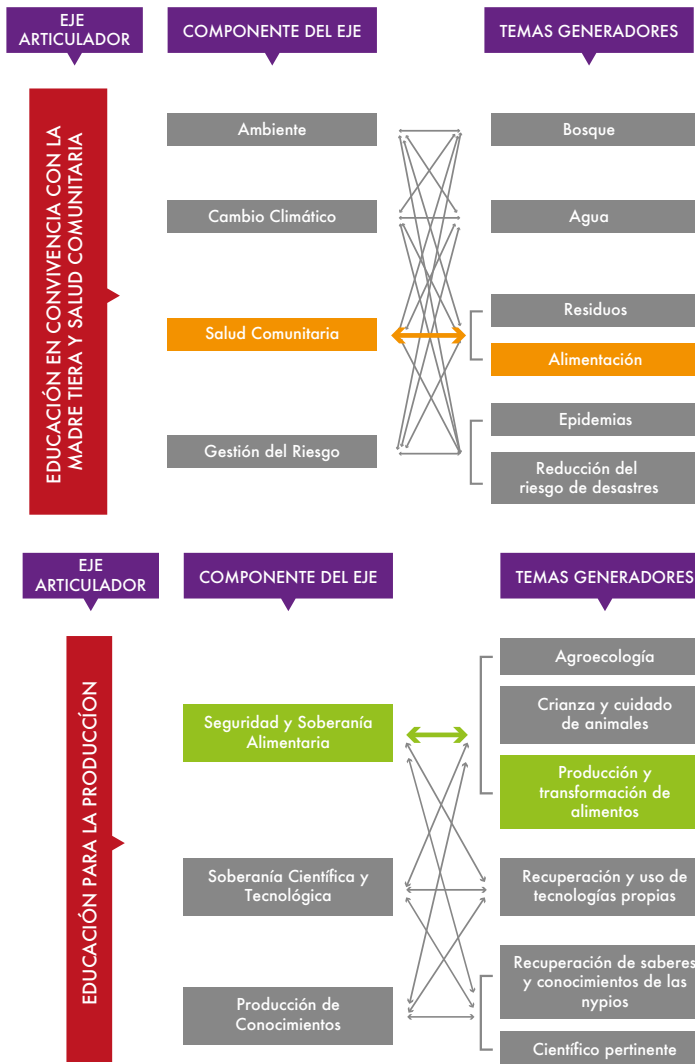 EJE
ARTICULADOR
COMPONENTE DEL EJE
TEMAS GENERADORES
EDUCACIÓN EN CONVIVENCIA CON LA
MADRE TIERA Y SALUD COMUNITARIA
Ambiente
Bosque
Cambio Climático
Agua
Salud Comunitaria
Residuos
Alimentación
Gestión del Riesgo
Epidemias
Reducción del
riesgo de desastres
EJE
ARTICULADOR
COMPONENTE DEL EJE
TEMAS GENERADORES
EDUCACIÓN PARA LA PRODUCCÍON
Seguridad y Soberanía
Alimentaria
Agroecología
Crianza y cuidado
de animales
Producción y
transformación de
alimentos
Soberanía Científica y
Tecnológica
Recuperación y uso de
tecnologías propias
Producción de
Conocimientos
Recuperación de saberes
y conocimientos de las
nypios
Científico pertinente